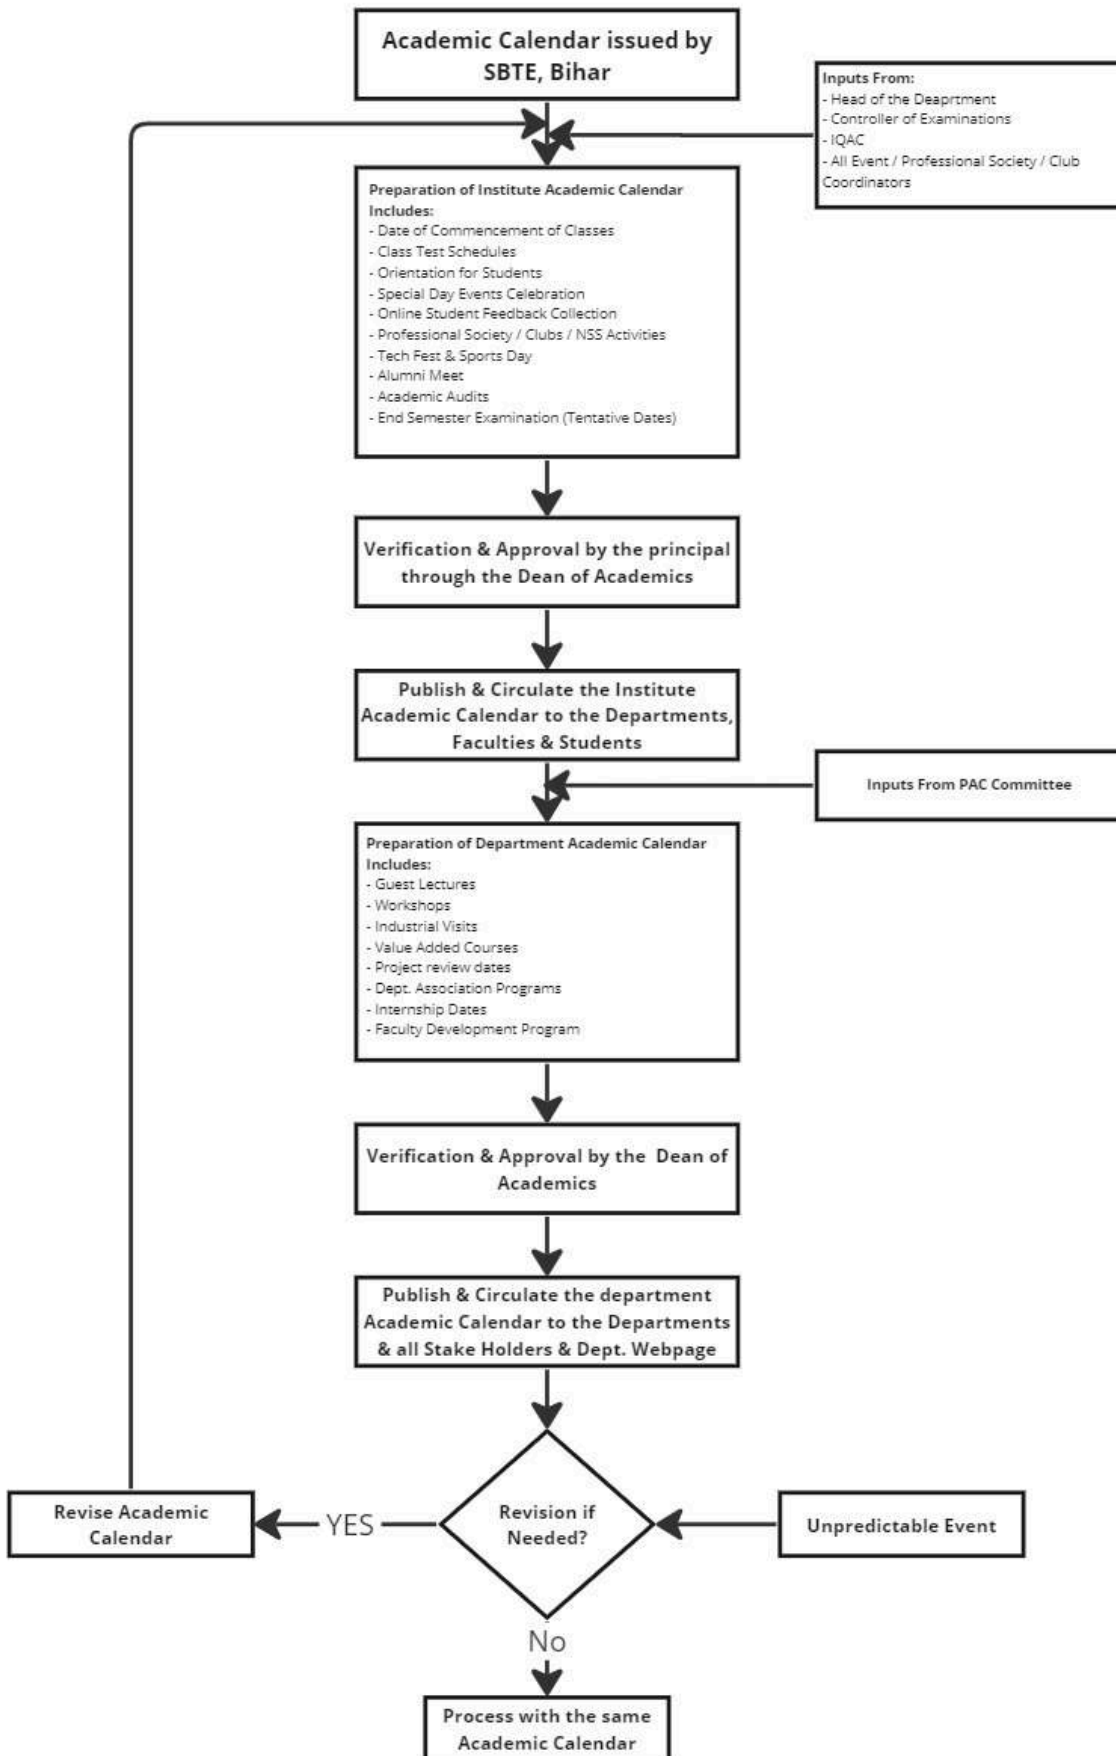 Academic Calendar issued by
SBTE, Bihar
Inputs From:
- Head of the Deaprtment
- Controller of Examinations
- IQAC
- All Event / Professional Society / Club
Coordinators
Preparation of Institute Academic Calendar
Includes:
- Date of Commencement of Classes
- Class Test Schedules
- Orientation for Students
- Special Day Events Celebration
- Online Student Feedback Collection
- Professional Society / Clubs / NSS Activities
- Tech Fest & Sports Day
- Alumni Meet
- Academic Audits
- End Semester Examination (Tentative Dates)
Verification & Approval by the principal
through the Dean of Academics
Publish & Circulate the Institute
Academic Calendar to the Departments,
Faculties & Students
Inputs From PAC Committee
Preparation of Department Academic Calendar
Includes:
- Guest Lectures
- Workshops
- Industrial Visits
- Value Added Courses
- Project review dates
- Dept. Association Programs
- Internship Dates
- Faculty Development Program
Verification & Approval by the Dean of
Academics
Publish & Circulate the department
Academic Calendar to the Departments
& all Stake Holders & Dept. Webpage
Revise Academic
Calendar
YES
Revision if
Needed?
Unpredictable Event
No
Process with the same
Academic Calendar